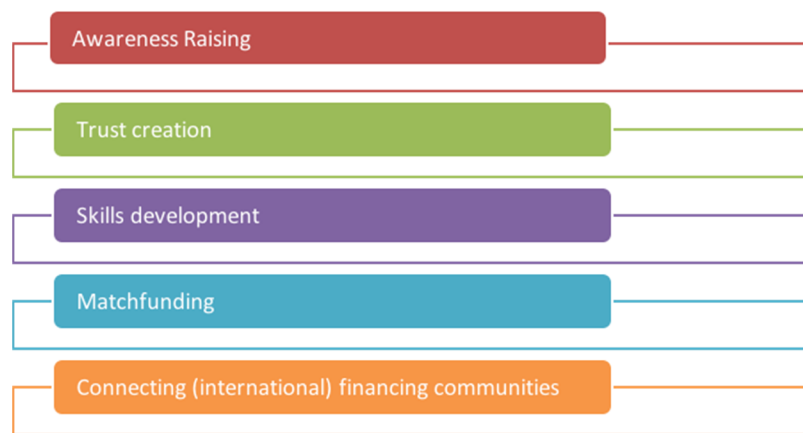 Awareness Raising
Trust creation
Skills development
Matchfunding
Connecting (international) financing communities